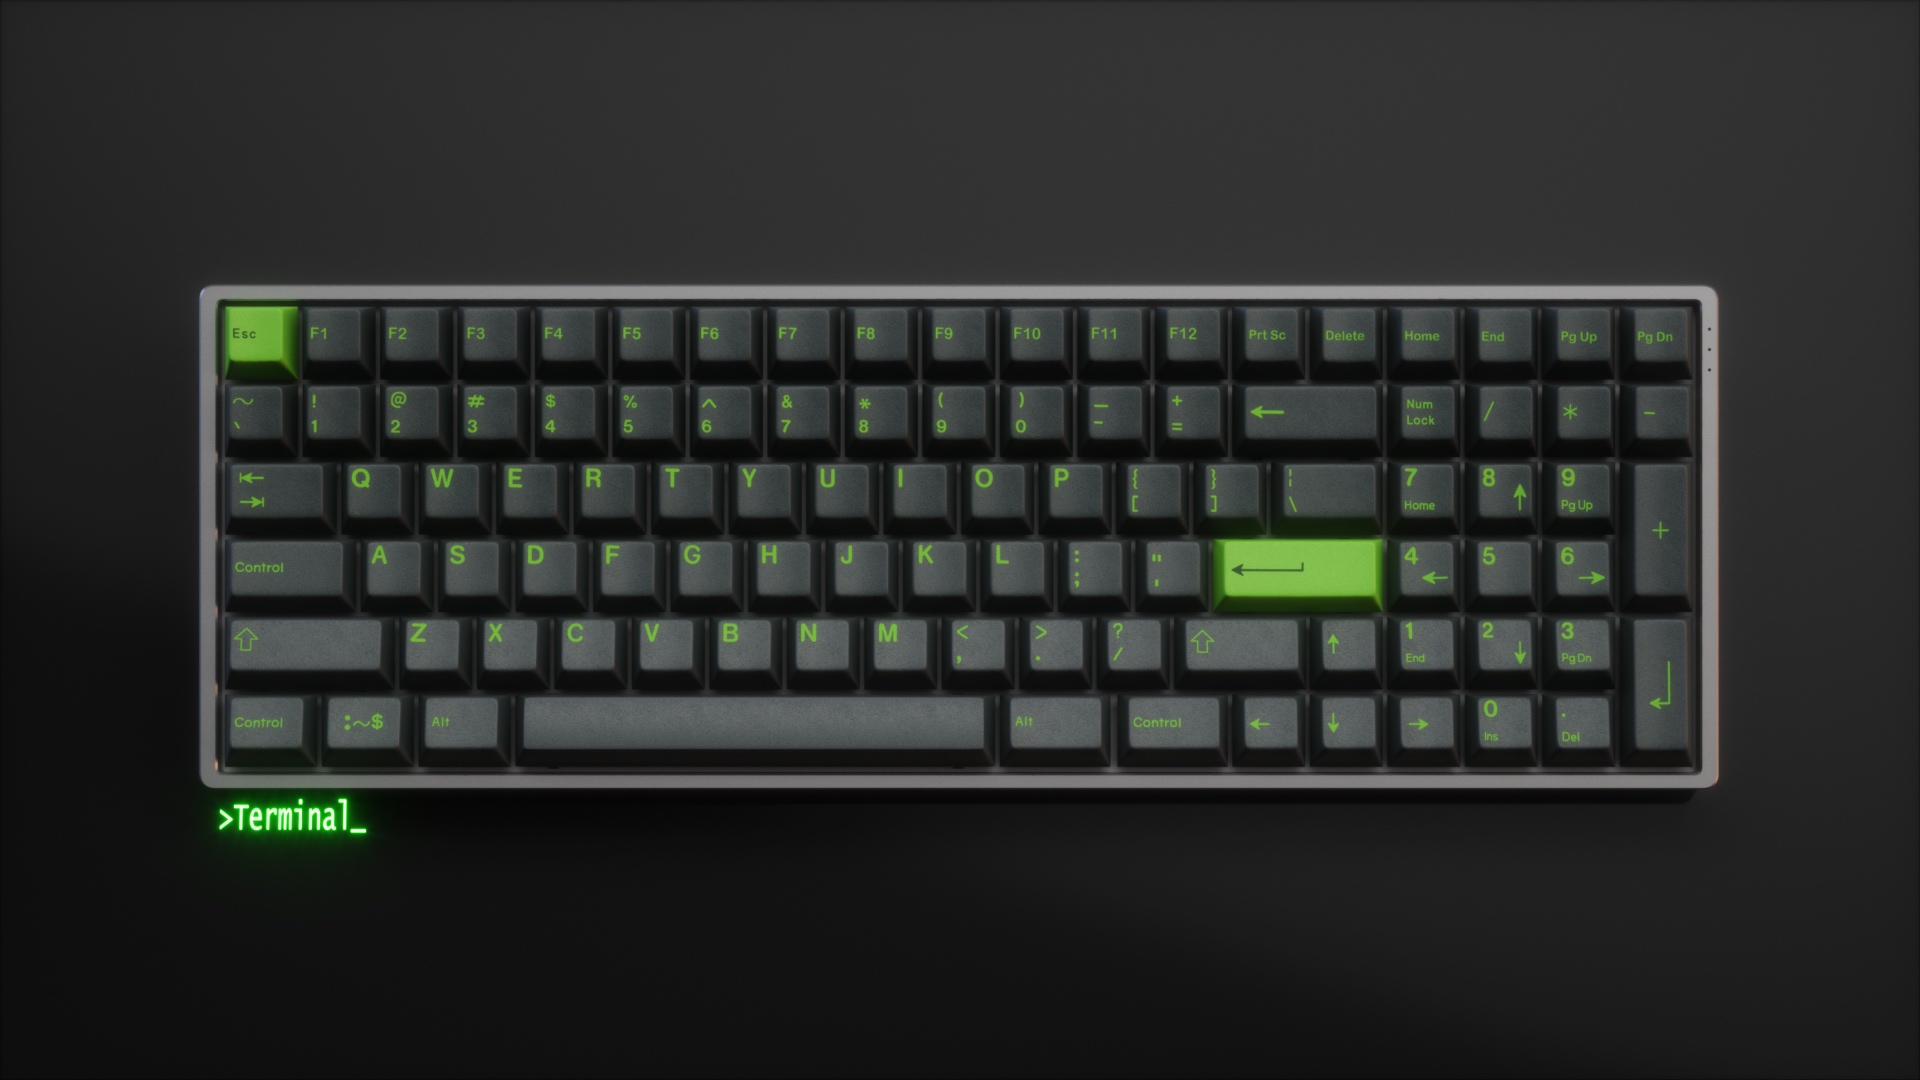 Esc F1 F2 F3 F4 F5 F6 F7 F8 F9 F10 F11 F12 Prt Sc Delete Home End Pg Up Pg Dn
~ ` ! 1 @ 2 # 3 $ 4 % 5 ^ 6 & 7 * 8 ( 9 ) 0 — - + = ← Num Lock / * −
⇤ ⇥ Q W E R T Y U I O P { [ } ] ¦ \ 7 Home 8 ↑ 9 Pg Up +
Control A S D F G H J K L : ; " ' ↵ 4 ← 5 6 →
⇧ Z X C V B N M < , > . ? / ⇧ ↑ 1 End 2 ↓ 3 Pg Dn ↵
Control :~$ Alt Alt Control ← ↓ → 0 Ins . Del
>Terminal_